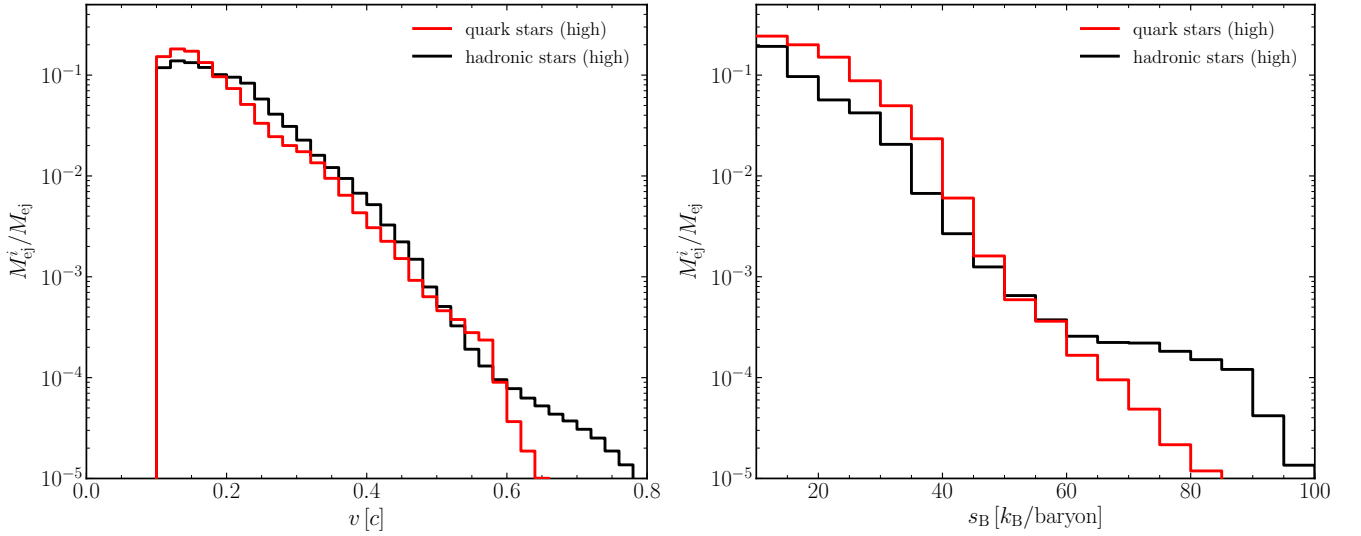 quark stars (high)
hadronic stars (high)
10⁻¹
10⁻²
10⁻³
10⁻⁴
10⁻⁵
M_ej^i/M_ej
0.0 0.2 0.4 0.6 0.8
v [c]
quark stars (high)
hadronic stars (high)
10⁻¹
10⁻²
10⁻³
10⁻⁴
10⁻⁵
M_ej^i/M_ej
20 40 60 80 100
s_B [k_B/baryon]